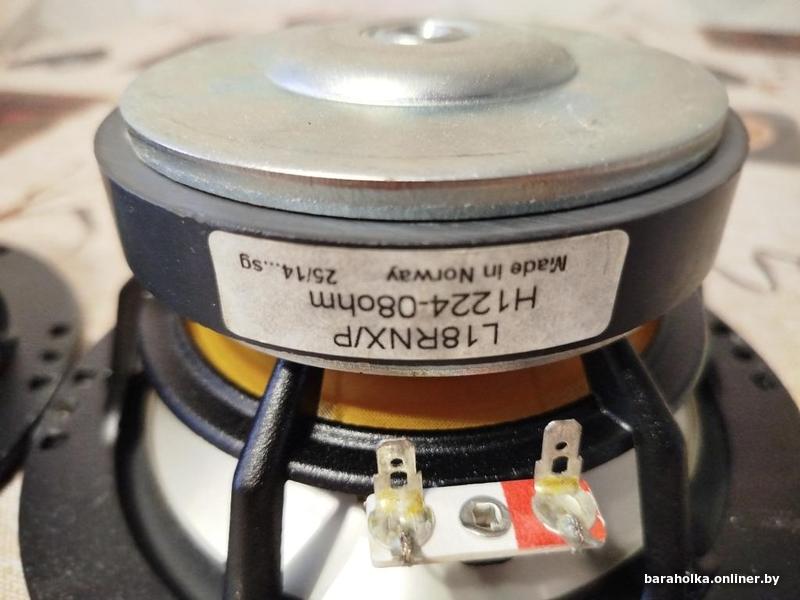 L18RNX/P
H1224-08ohm
Made in Norway 25/14....sg
baraholka.onliner.by